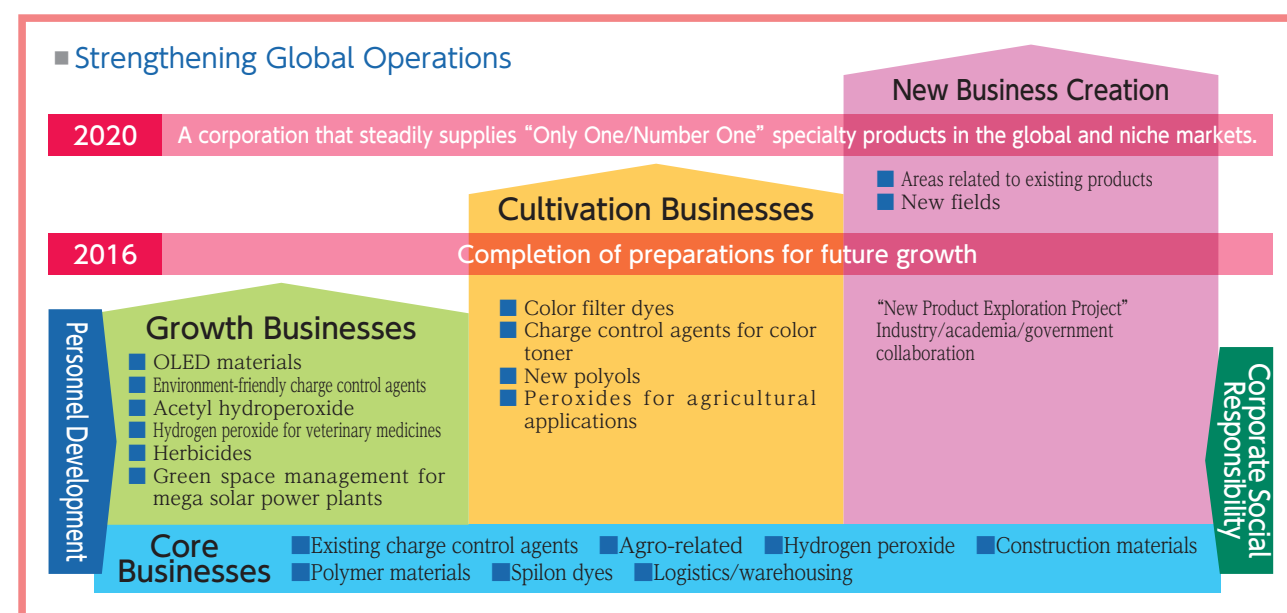 ■ Strengthening Global Operations
New Business Creation
2020 A corporation that steadily supplies “Only One/Number One” specialty products in the global and niche markets.
■ Areas related to existing products
■ New fields
Cultivation Businesses
2016 Completion of preparations for future growth
Personnel Development
Growth Businesses
■ OLED materials
■ Environment-friendly charge control agents
■ Acetyl hydroperoxide
■ Hydrogen peroxide for veterinary medicines
■ Herbicides
■ Green space management for
mega solar power plants
■ Color filter dyes
■ Charge control agents for color
toner
■ New polyols
■ Peroxides for agricultural
applications
“New Product Exploration Project”
Industry/academia/government
collaboration
Corporate Social
Responsibility
Core
Businesses
■Existing charge control agents ■Agro-related ■Hydrogen peroxide ■Construction materials
■Polymer materials ■Spilon dyes ■Logistics/warehousing